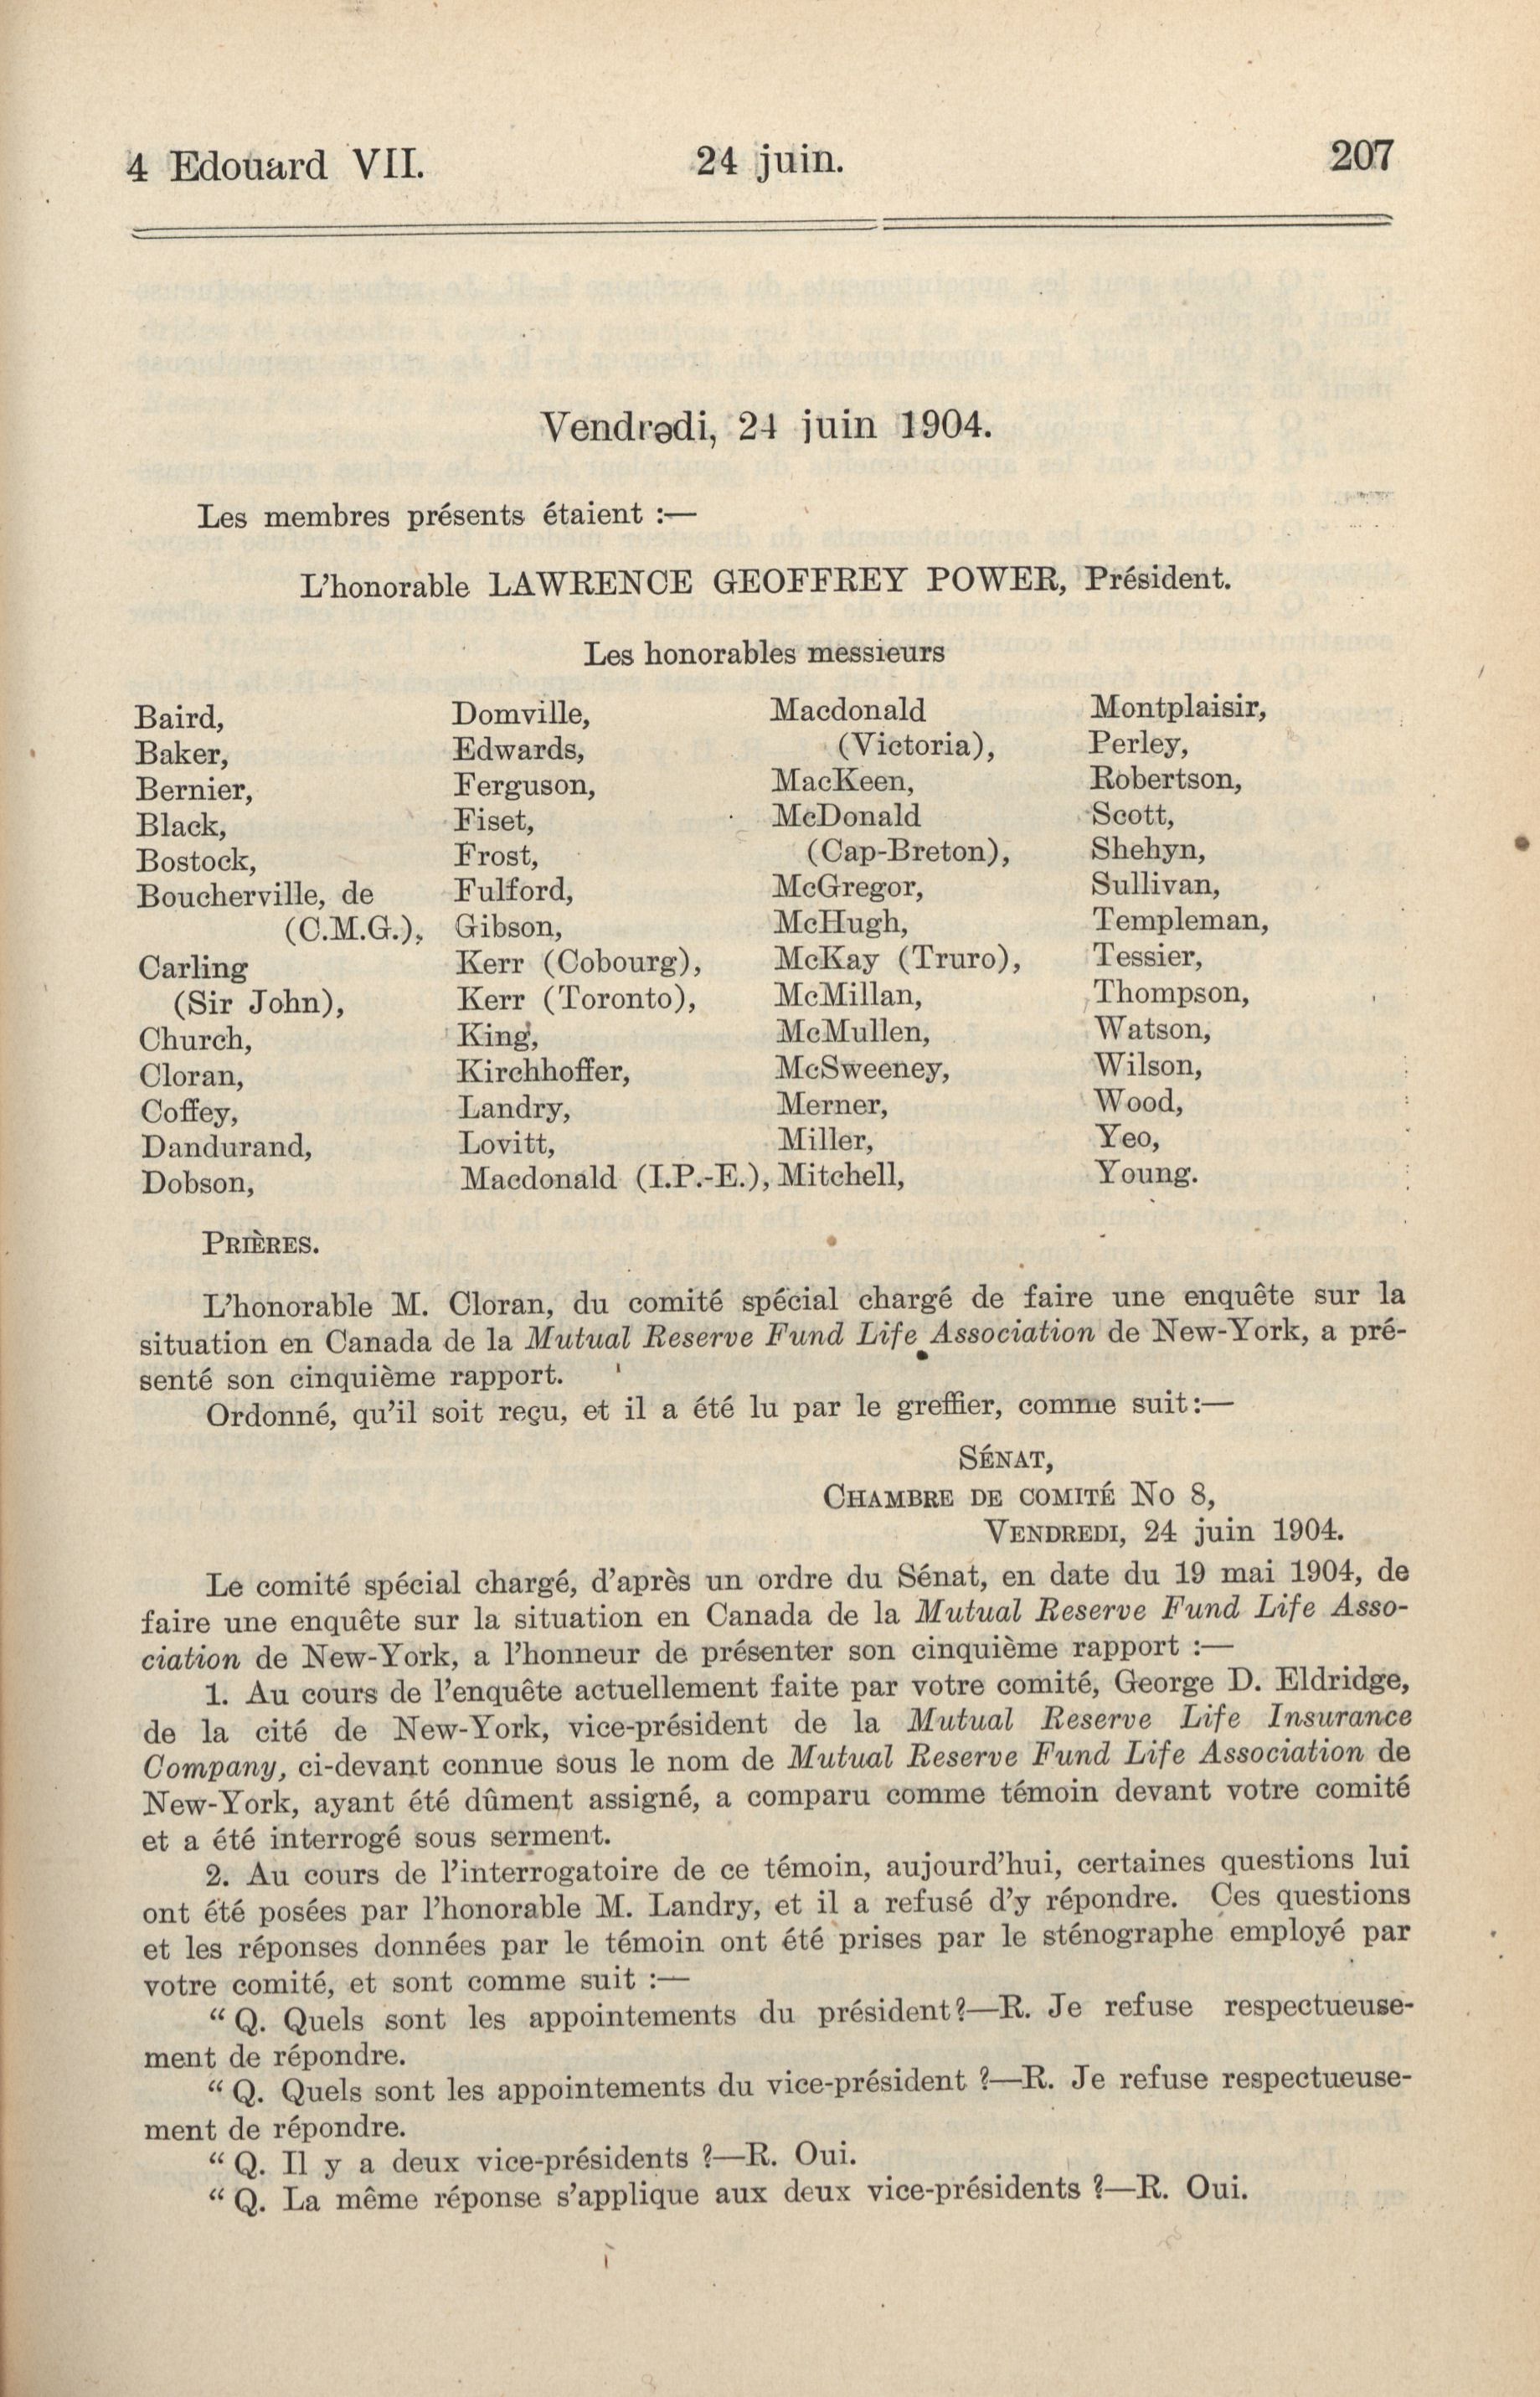 4 Edouard VII. 24 juin. 207
Vendredi, 24 juin 1904.
Les membres présents étaient :—
L'honorable LAWRENCE GEOFFREY POWER, Président.
Les honorables messieurs
Baird,
Baker,
Bernier,
Black,
Bostock,
Boucherville, de
(C.M.G.),
Carling
(Sir John),
Church,
Cloran,
Coffey,
Dandurand,
Dobson,
Domville,
Edwards,
Ferguson,
Fiset,
Frost,
Fulford,
Gibson,
Kerr (Cobourg),
Kerr (Toronto),
King,
Kirchhoffer,
Landry,
Lovitt,
Macdonald (I.P.-E.),
Macdonald
(Victoria),
MacKeen,
McDonald
(Cap-Breton),
McGregor,
McHugh,
McKay (Truro),
McMillan,
McMullen,
McSweeney,
Merner,
Miller,
Mitchell,
Montplaisir,
Perley,
Robertson,
Scott,
Shehyn,
Sullivan,
Templeman,
Tessier,
Thompson,
Watson,
Wilson,
Wood,
Yeo,
Young.
PRIÈRES.
L'honorable M. Cloran, du comité spécial chargé de faire une enquête sur la
situation en Canada de la Mutual Reserve Fund Life Association de New-York, a pré-
senté son cinquième rapport.
Ordonné, qu'il soit reçu, et il a été lu par le greffier, comme suit:—
SÉNAT,
CHAMBRE DE COMITÉ NO 8,
VENDREDI, 24 juin 1904.
Le comité spécial chargé, d'après un ordre du Sénat, en date du 19 mai 1904, de
faire une enquête sur la situation en Canada de la Mutual Reserve Fund Life Asso-
ciation de New-York, a l'honneur de présenter son cinquième rapport :—
1. Au cours de l'enquête actuellement faite par votre comité, George D. Eldridge,
de la cité de New-York, vice-président de la Mutual Reserve Life Insurance
Company, ci-devant connue sous le nom de Mutual Reserve Fund Life Association de
New-York, ayant été dûment assigné, a comparu comme témoin devant votre comité
et a été interrogé sous serment.
2. Au cours de l'interrogatoire de ce témoin, aujourd'hui, certaines questions lui
ont été posées par l'honorable M. Landry, et il a refusé d'y répondre. Ces questions
et les réponses données par le témoin ont été prises par le sténographe employé par
votre comité, et sont comme suit :—
“ Q. Quels sont les appointements du président?—R. Je refuse respectueuse-
ment de répondre.
“ Q. Quels sont les appointements du vice-président ?—R. Je refuse respectueuse-
ment de répondre.
“ Q. Il y a deux vice-présidents ?—R. Oui.
“ Q. La même réponse s'applique aux deux vice-présidents ?—R. Oui.